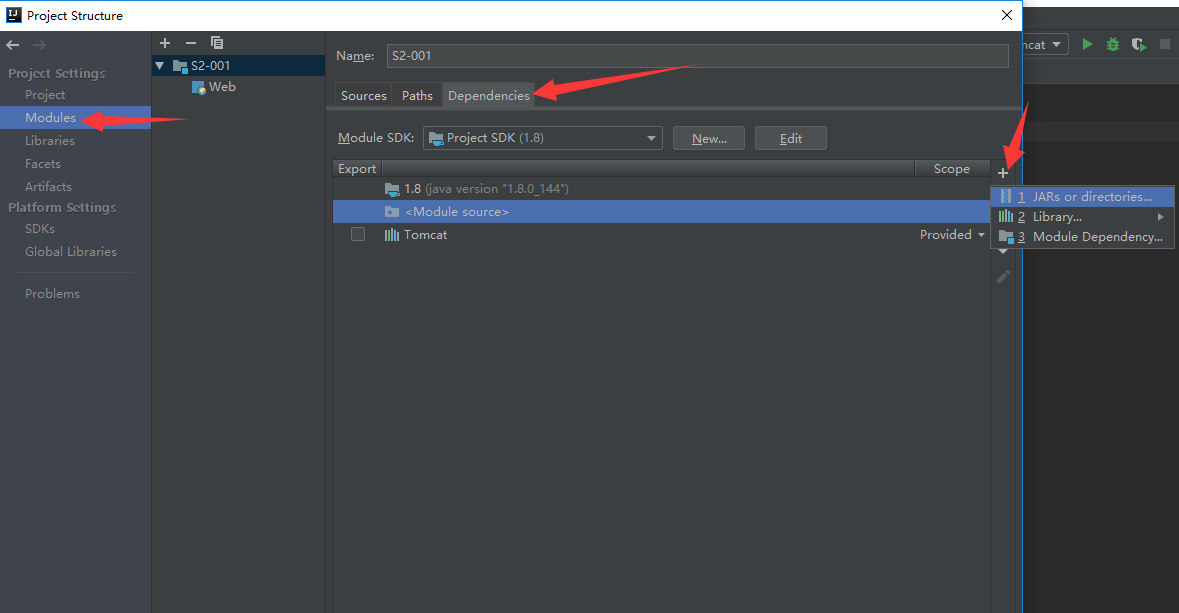 Project Structure
Project Settings
Project
Modules
Libraries
Facets
Artifacts
Platform Settings
SDKs
Global Libraries
Problems
S2-001
Web
Name: S2-001
Sources Paths Dependencies
Module SDK: Project SDK (1.8) New... Edit
Export Scope
1.8 (java version "1.8.0_144")
<Module source>
Tomcat Provided
1 JARs or directories...
2 Library...
3 Module Dependency...